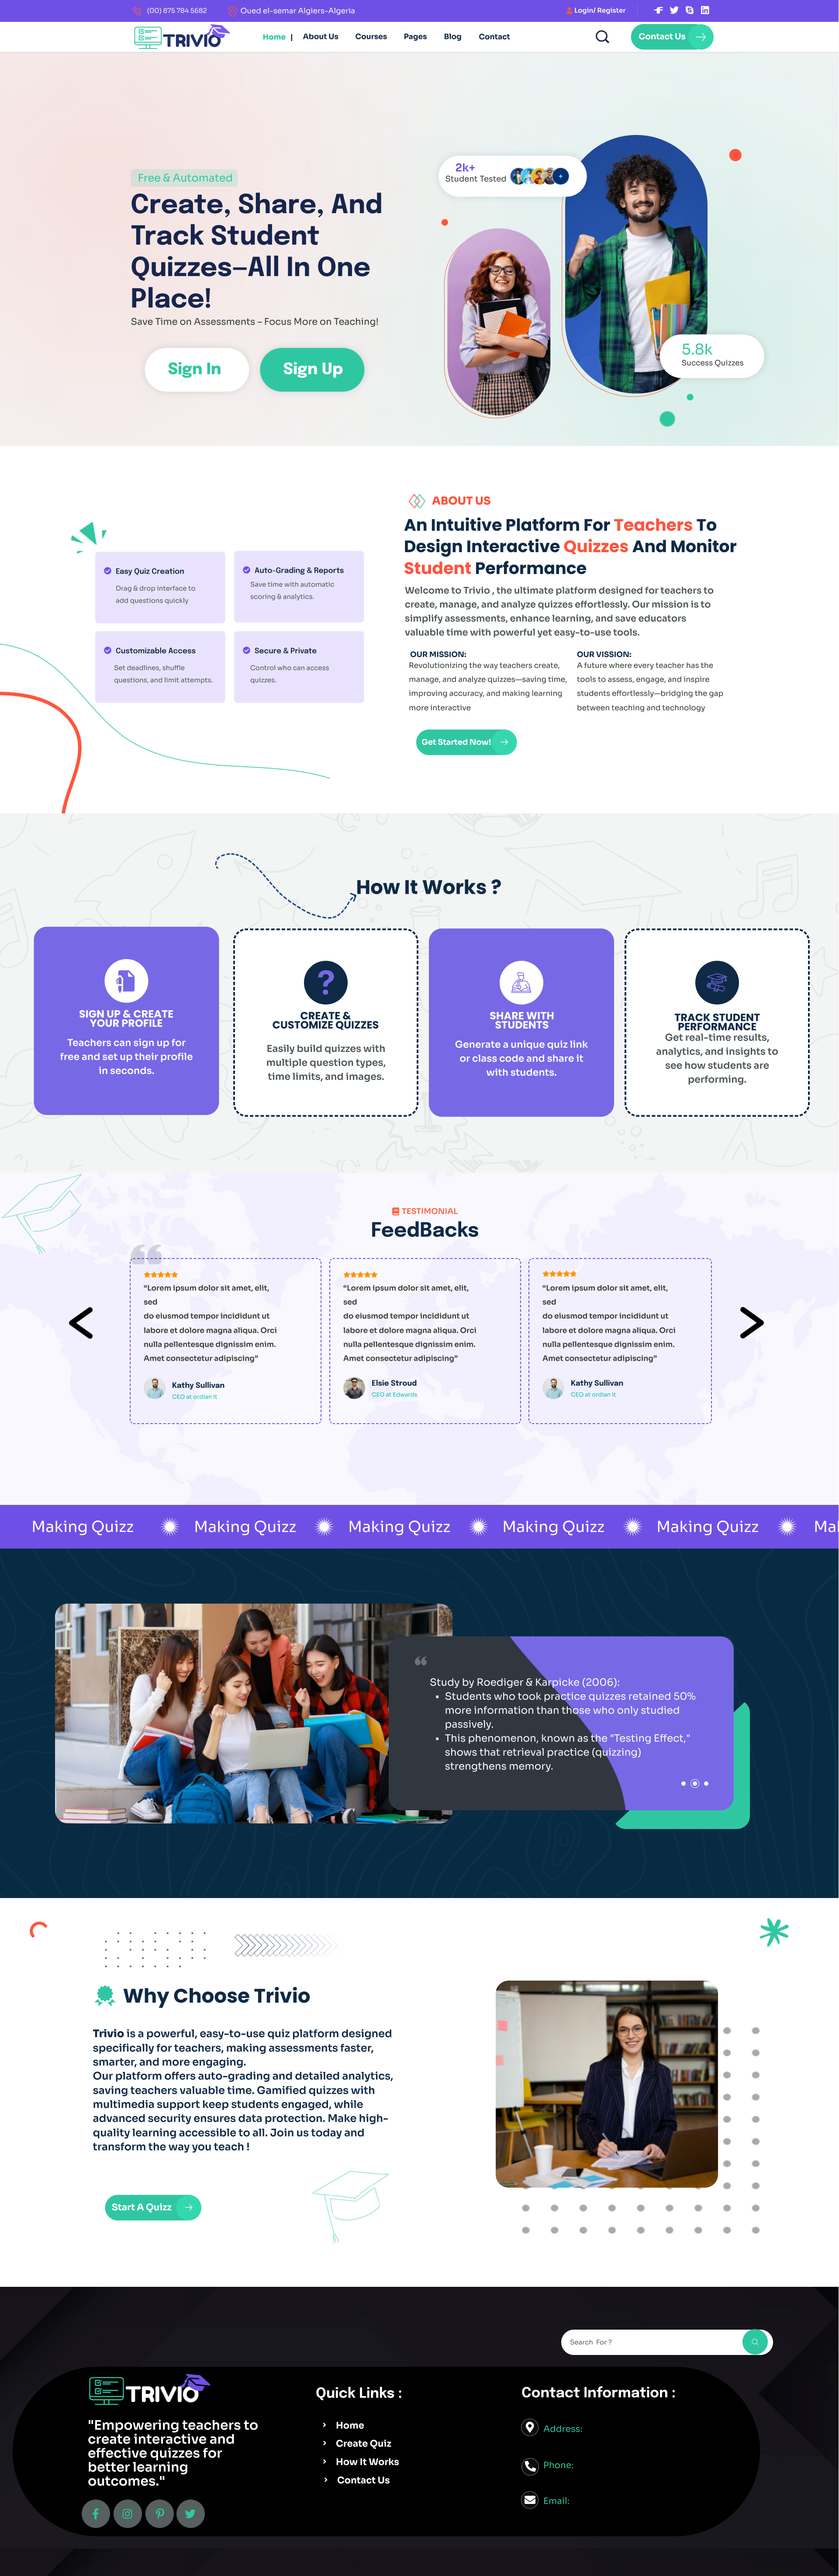 (00) 875 784 5682
Oued el-semar Algiers-Algeria
Login/ Register
TRIVIO
Home | About Us Courses Pages Blog Contact
Contact Us
Free & Automated
Create, Share, And
Track Student
Quizzes—All In One
Place!
Save Time on Assessments – Focus More on Teaching!
Sign In
Sign Up
2k+
Student Tested
+
5.8k
Success Quizzes
Easy Quiz Creation
Drag & drop interface to
add questions quickly
Auto-Grading & Reports
Save time with automatic
scoring & analytics.
Customizable Access
Set deadlines, shuffle
questions, and limit attempts.
Secure & Private
Control who can access
quizzes.
ABOUT US
An Intuitive Platform For Teachers To
Design Interactive Quizzes And Monitor
Student Performance
Welcome to Trivio , the ultimate platform designed for teachers to
create, manage, and analyze quizzes effortlessly. Our mission is to
simplify assessments, enhance learning, and save educators
valuable time with powerful yet easy-to-use tools.
OUR MISSION:
Revolutionizing the way teachers create,
manage, and analyze quizzes—saving time,
improving accuracy, and making learning
more interactive
OUR VISSION:
A future where every teacher has the
tools to assess, engage, and inspire
students effortlessly—bridging the gap
between teaching and technology
Get Started Now!
How It Works ?
SIGN UP & CREATE
YOUR PROFILE
Teachers can sign up for
free and set up their profile
in seconds.
?
CREATE &
CUSTOMIZE QUIZZES
Easily build quizzes with
multiple question types,
time limits, and images.
SHARE WITH
STUDENTS
Generate a unique quiz link
or class code and share it
with students.
TRACK STUDENT
PERFORMANCE
Get real-time results,
analytics, and insights to
see how students are
performing.
TESTIMONIAL
FeedBacks
“Lorem ipsum dolor sit amet, elit,
sed
do eiusmod tempor incididunt ut
labore et dolore magna aliqua. Orci
nulla pellentesque dignissim enim.
Amet consectetur adipiscing”
Kathy Sullivan
CEO at ordian it
“Lorem ipsum dolor sit amet, elit,
sed
do eiusmod tempor incididunt ut
labore et dolore magna aliqua. Orci
nulla pellentesque dignissim enim.
Amet consectetur adipiscing”
Elsie Stroud
CEO at Edwards
“Lorem ipsum dolor sit amet, elit,
sed
do eiusmod tempor incididunt ut
labore et dolore magna aliqua. Orci
nulla pellentesque dignissim enim.
Amet consectetur adipiscing”
Kathy Sullivan
CEO at ordian it
Making Quizz Making Quizz Making Quizz Making Quizz Making Quizz Mal
Study by Roediger & Karpicke (2006):
• Students who took practice quizzes retained 50%
more information than those who only studied
passively.
• This phenomenon, known as the "Testing Effect,"
shows that retrieval practice (quizzing)
strengthens memory.
Why Choose Trivio
Trivio is a powerful, easy-to-use quiz platform designed
specifically for teachers, making assessments faster,
smarter, and more engaging.
Our platform offers auto-grading and detailed analytics,
saving teachers valuable time. Gamified quizzes with
multimedia support keep students engaged, while
advanced security ensures data protection. Make high-
quality learning accessible to all. Join us today and
transform the way you teach !
Start A Quizz
Search For ?
TRIVIO
"Empowering teachers to
create interactive and
effective quizzes for
better learning
outcomes."
Quick Links :
Home
Create Quiz
How It Works
Contact Us
Contact Information :
Address:
Phone:
Email: